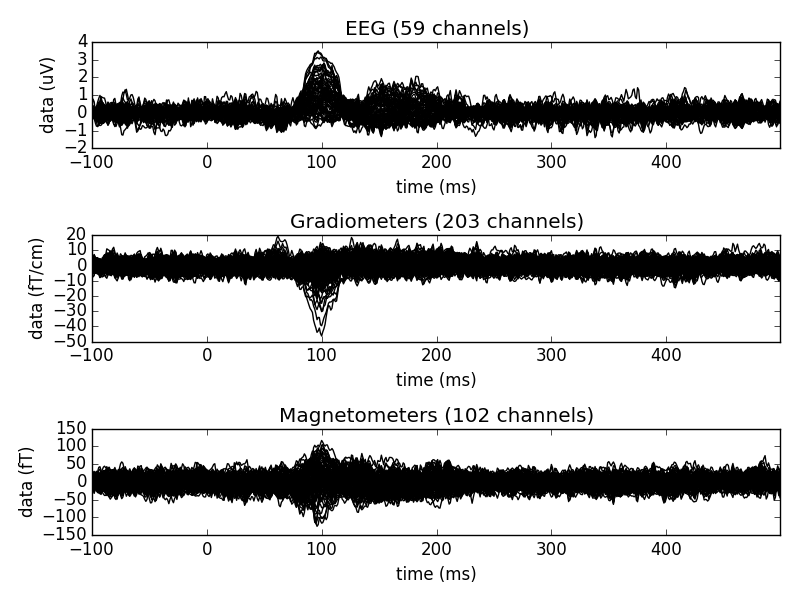 EEG (59 channels)
data (uV)
4
3
2
1
0
−1
−2
−100 0 100 200 300 400
time (ms)
Gradiometers (203 channels)
data (fT/cm)
20
10
0
−10
−20
−30
−40
−50
−100 0 100 200 300 400
time (ms)
Magnetometers (102 channels)
data (fT)
150
100
50
0
−50
−100
−150
−100 0 100 200 300 400
time (ms)